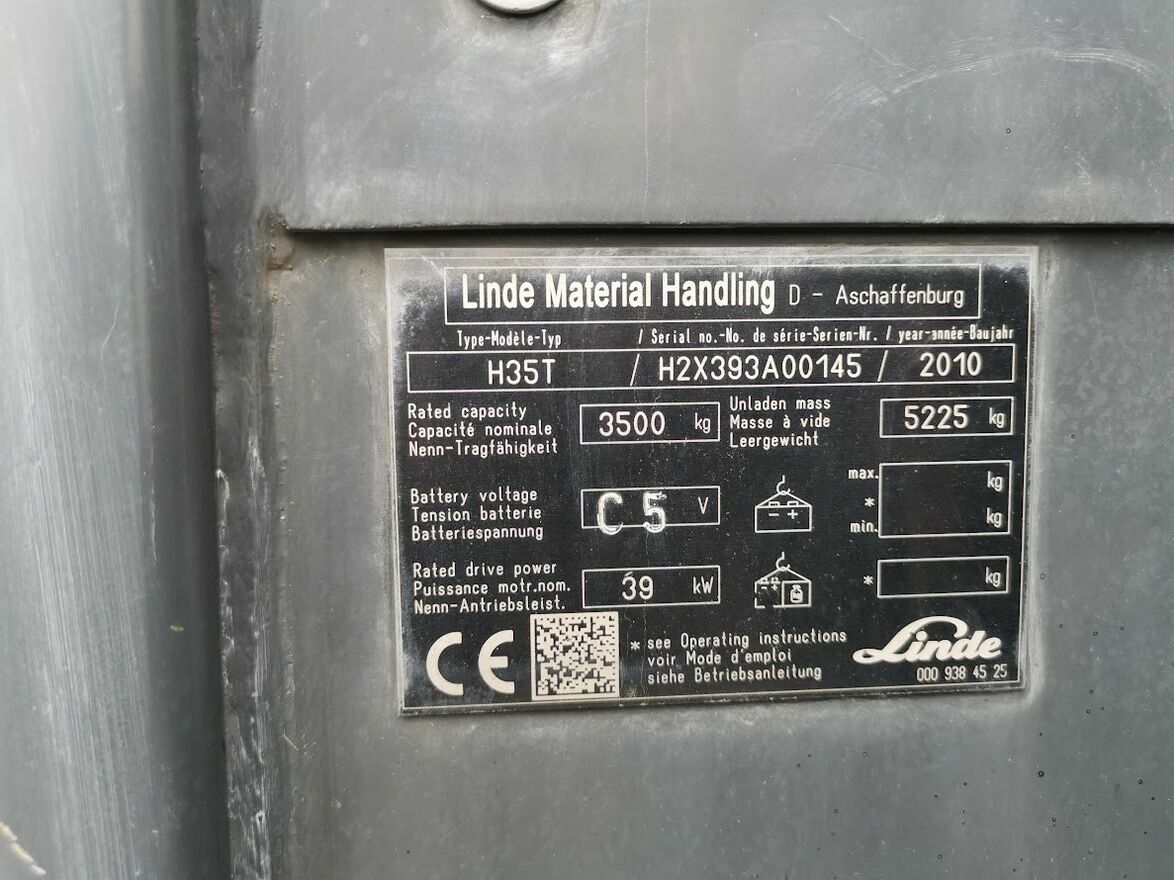 Linde Material Handling D - Aschaffenburg
Type-Modèle-Typ / Serial no.-No. de série-Serien-Nr. / year-année-Baujahr
H35T / H2X393A00145 / 2010
Rated capacity
Capacité nominale
Nenn-Tragfähigkeit
3500 kg
Unladen mass
Masse à vide
Leergewicht
5225 kg
Battery voltage
Tension batterie
Batteriespannung
C 5 V
- +
max. kg
*
min. kg
Rated drive power
Puissance motr.nom.
Nenn-Antriebsleist.
39 kW
* kg
CE
* see Operating instructions
voir Mode d'emploi
siehe Betriebsanleitung
Linde
000 938 45 25